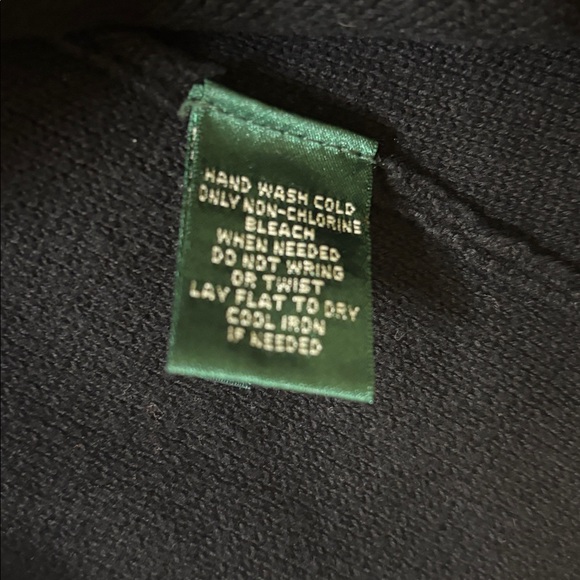 HAND WASH COLD
ONLY NON-CHLORINE
BLEACH
WHEN NEEDED
DO NOT WRING
OR TWIST
LAY FLAT TO DRY
COOL IRON
IF NEEDED